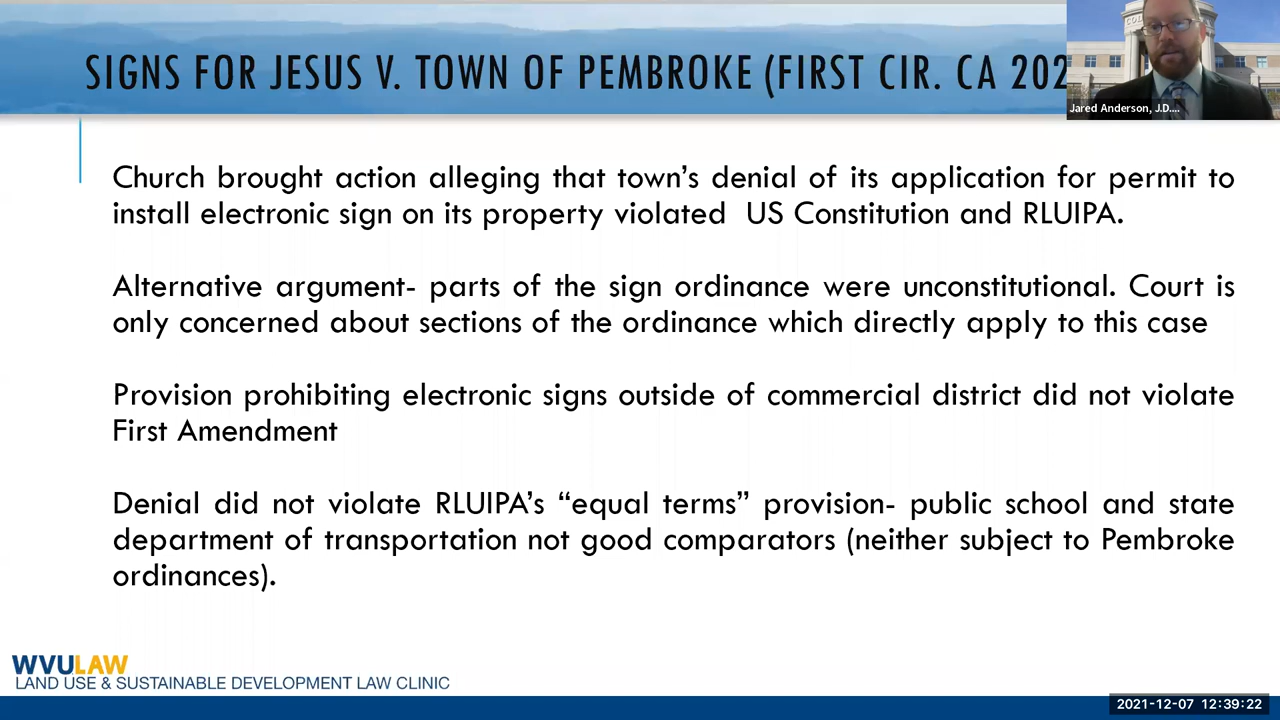 SIGNS FOR JESUS V. TOWN OF PEMBROKE (FIRST CIR. CA 202
Jared Anderson, J.D....
Church brought action alleging that town’s denial of its application for permit to
install electronic sign on its property violated US Constitution and RLUIPA.
Alternative argument- parts of the sign ordinance were unconstitutional. Court is
only concerned about sections of the ordinance which directly apply to this case
Provision prohibiting electronic signs outside of commercial district did not violate
First Amendment
Denial did not violate RLUIPA’s “equal terms” provision- public school and state
department of transportation not good comparators (neither subject to Pembroke
ordinances).
WVULAW
LAND USE & SUSTAINABLE DEVELOPMENT LAW CLINIC
2021-12-07 12:39:22